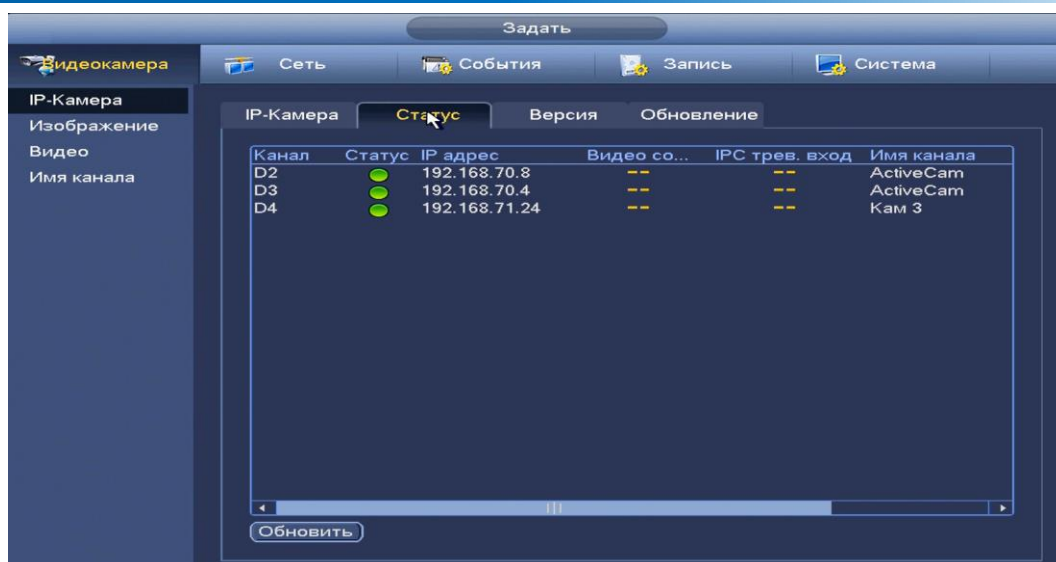 Задать
Видеокамера Сеть События Запись Система
IP-Камера
Изображение
Видео
Имя канала
IP-Камера Статус Версия Обновление
Канал Статус IP адрес Видео со... IPC трев. вход Имя канала
D2 192.168.70.8 -- -- ActiveCam
D3 192.168.70.4 -- -- ActiveCam
D4 192.168.71.24 -- -- Кам 3
Обновить